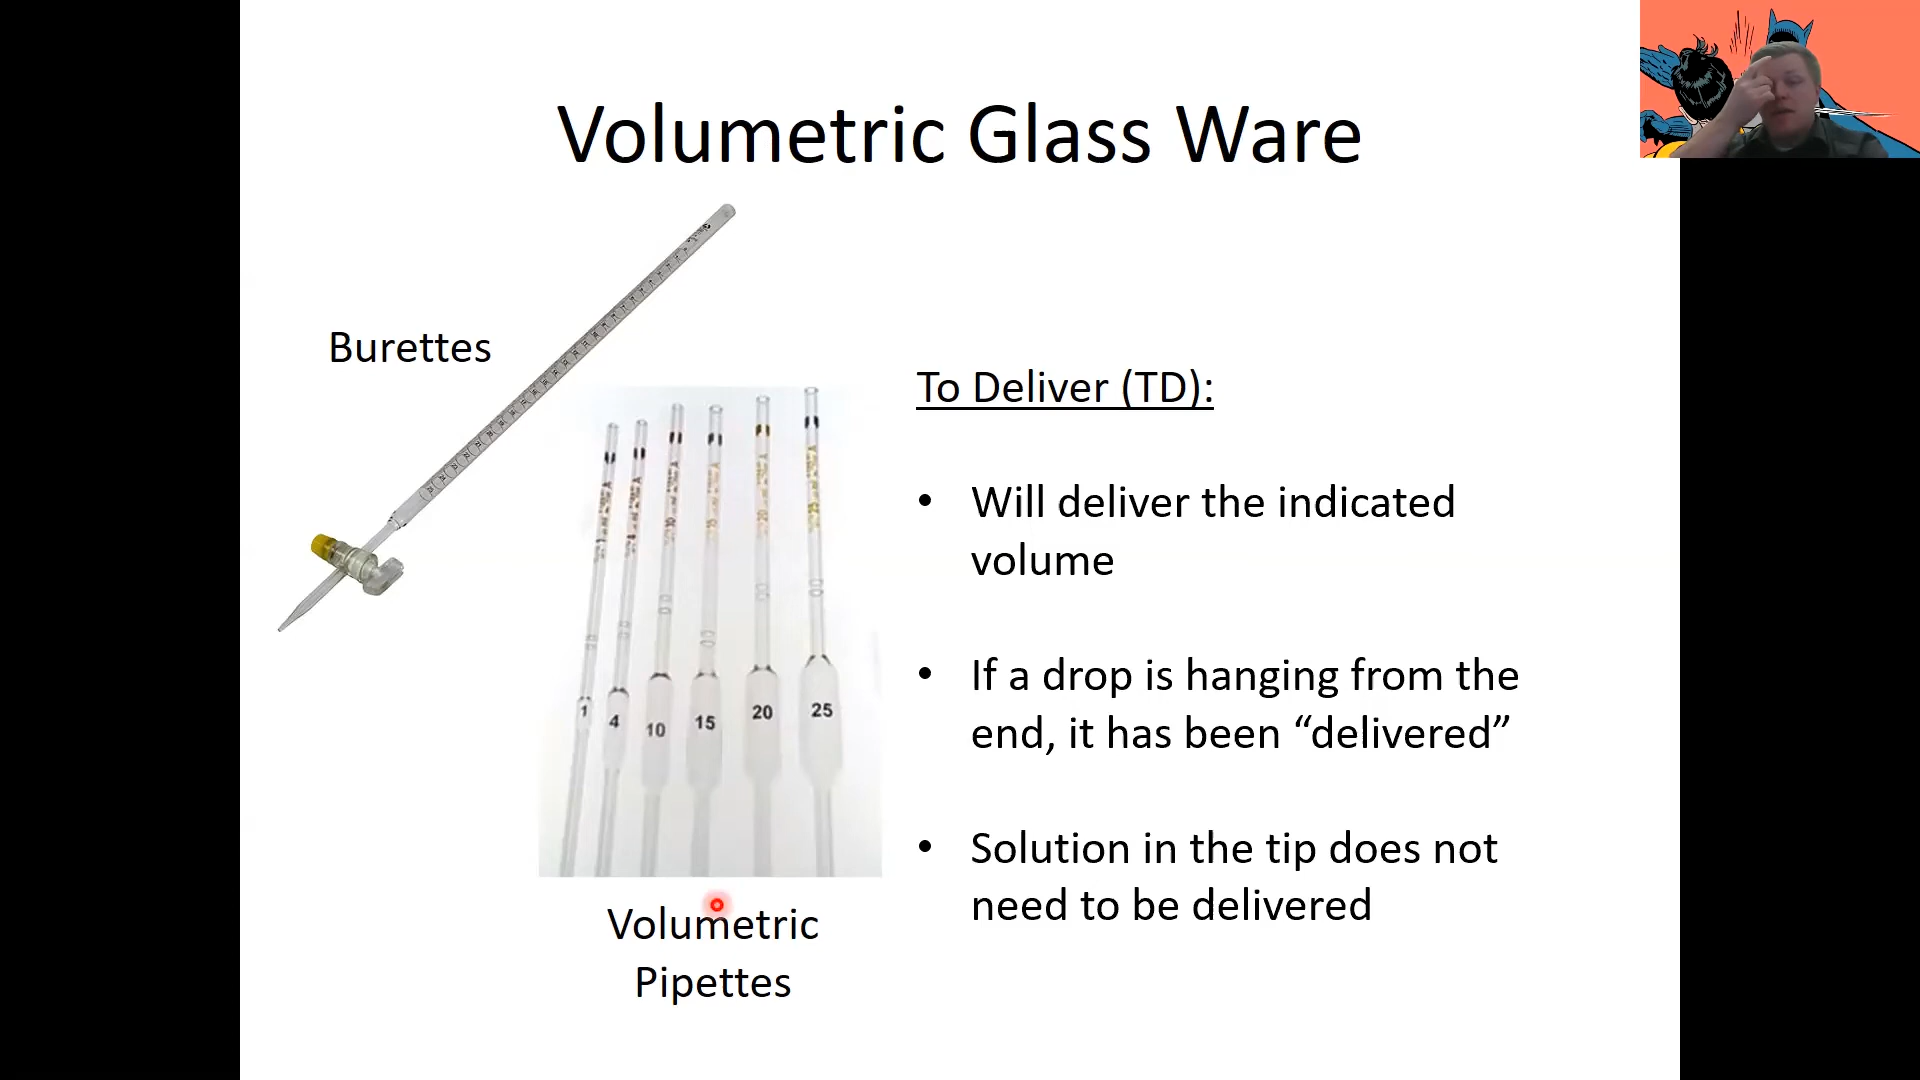 Volumetric Glass Ware
Burettes
To Deliver (TD):
• Will deliver the indicated
volume
• If a drop is hanging from the
end, it has been “delivered”
• Solution in the tip does not
need to be delivered
1 4 10 15 20 25
Volumetric
Pipettes